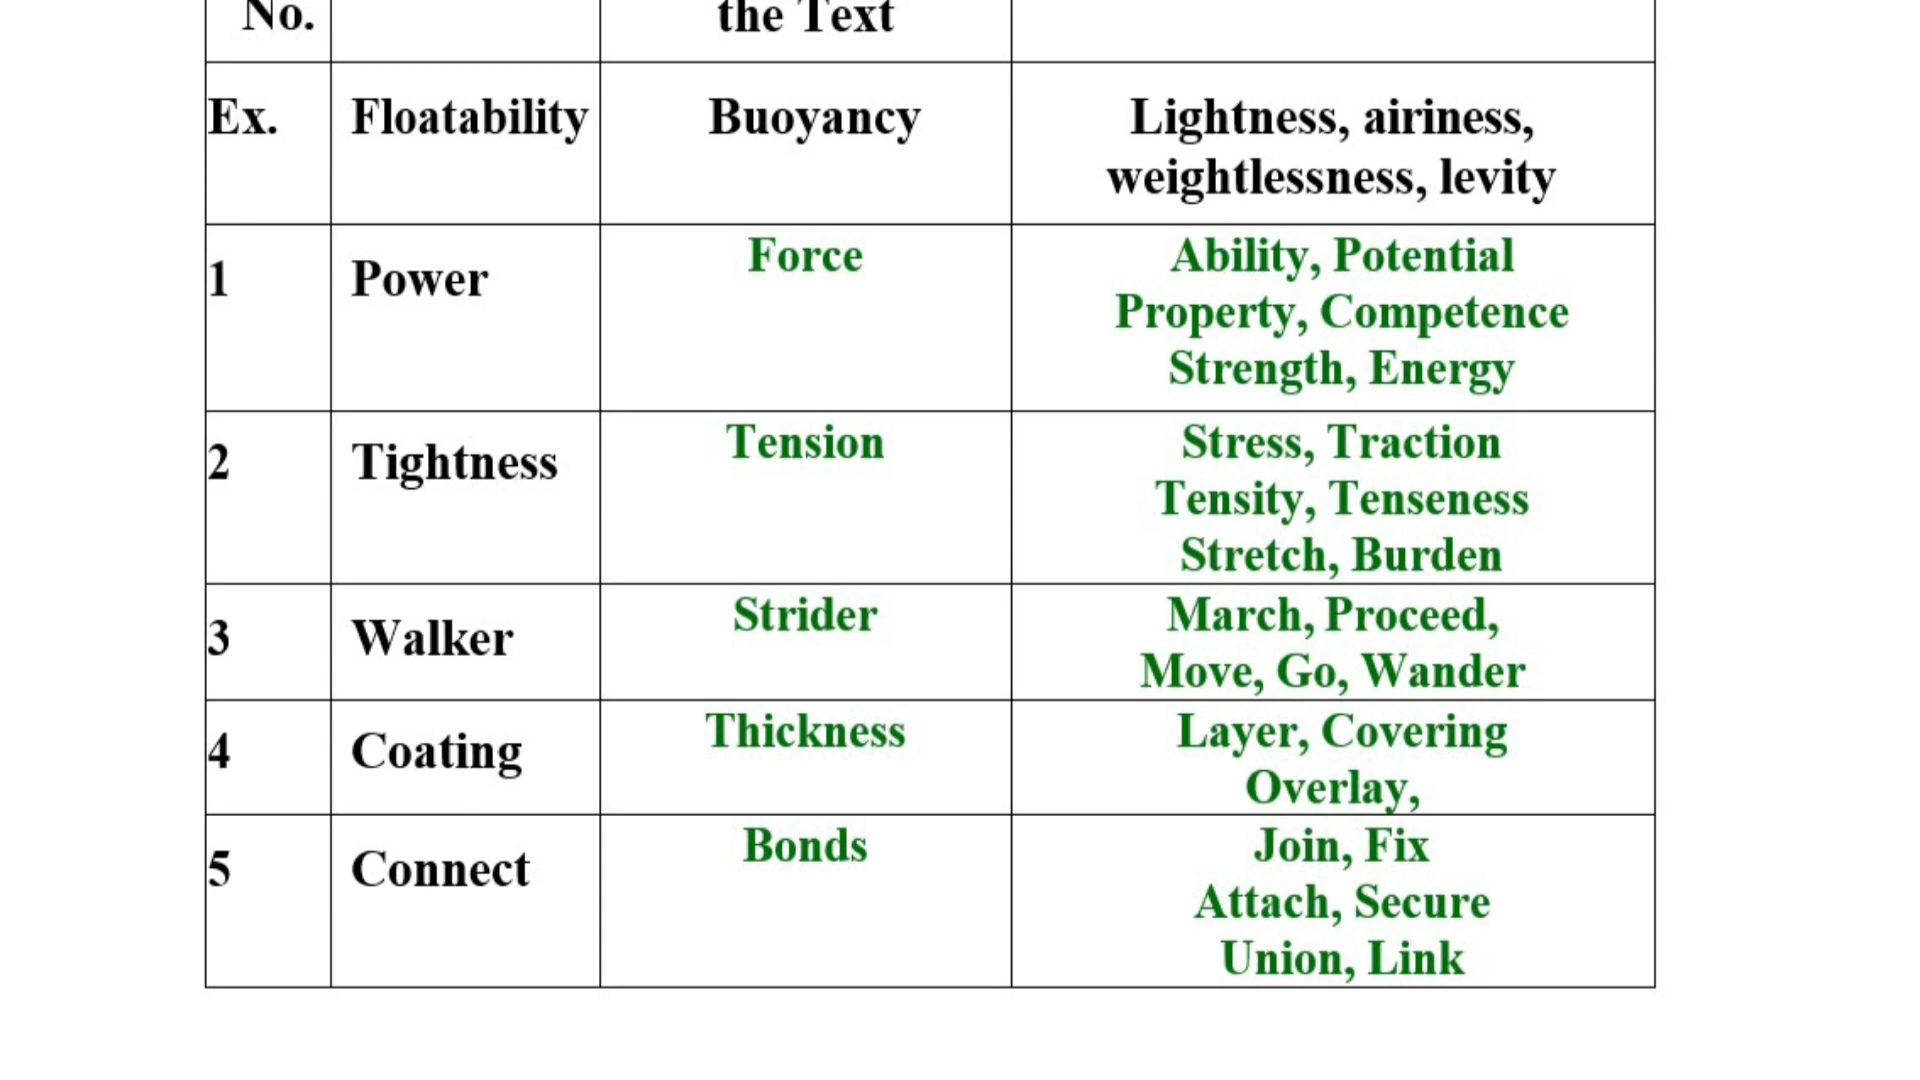 No. the Text
Ex. Floatability Buoyancy Lightness, airiness,
weightlessness, levity
1 Power Force Ability, Potential
Property, Competence
Strength, Energy
2 Tightness Tension Stress, Traction
Tensity, Tenseness
Stretch, Burden
3 Walker Strider March, Proceed,
Move, Go, Wander
4 Coating Thickness Layer, Covering
Overlay,
5 Connect Bonds Join, Fix
Attach, Secure
Union, Link